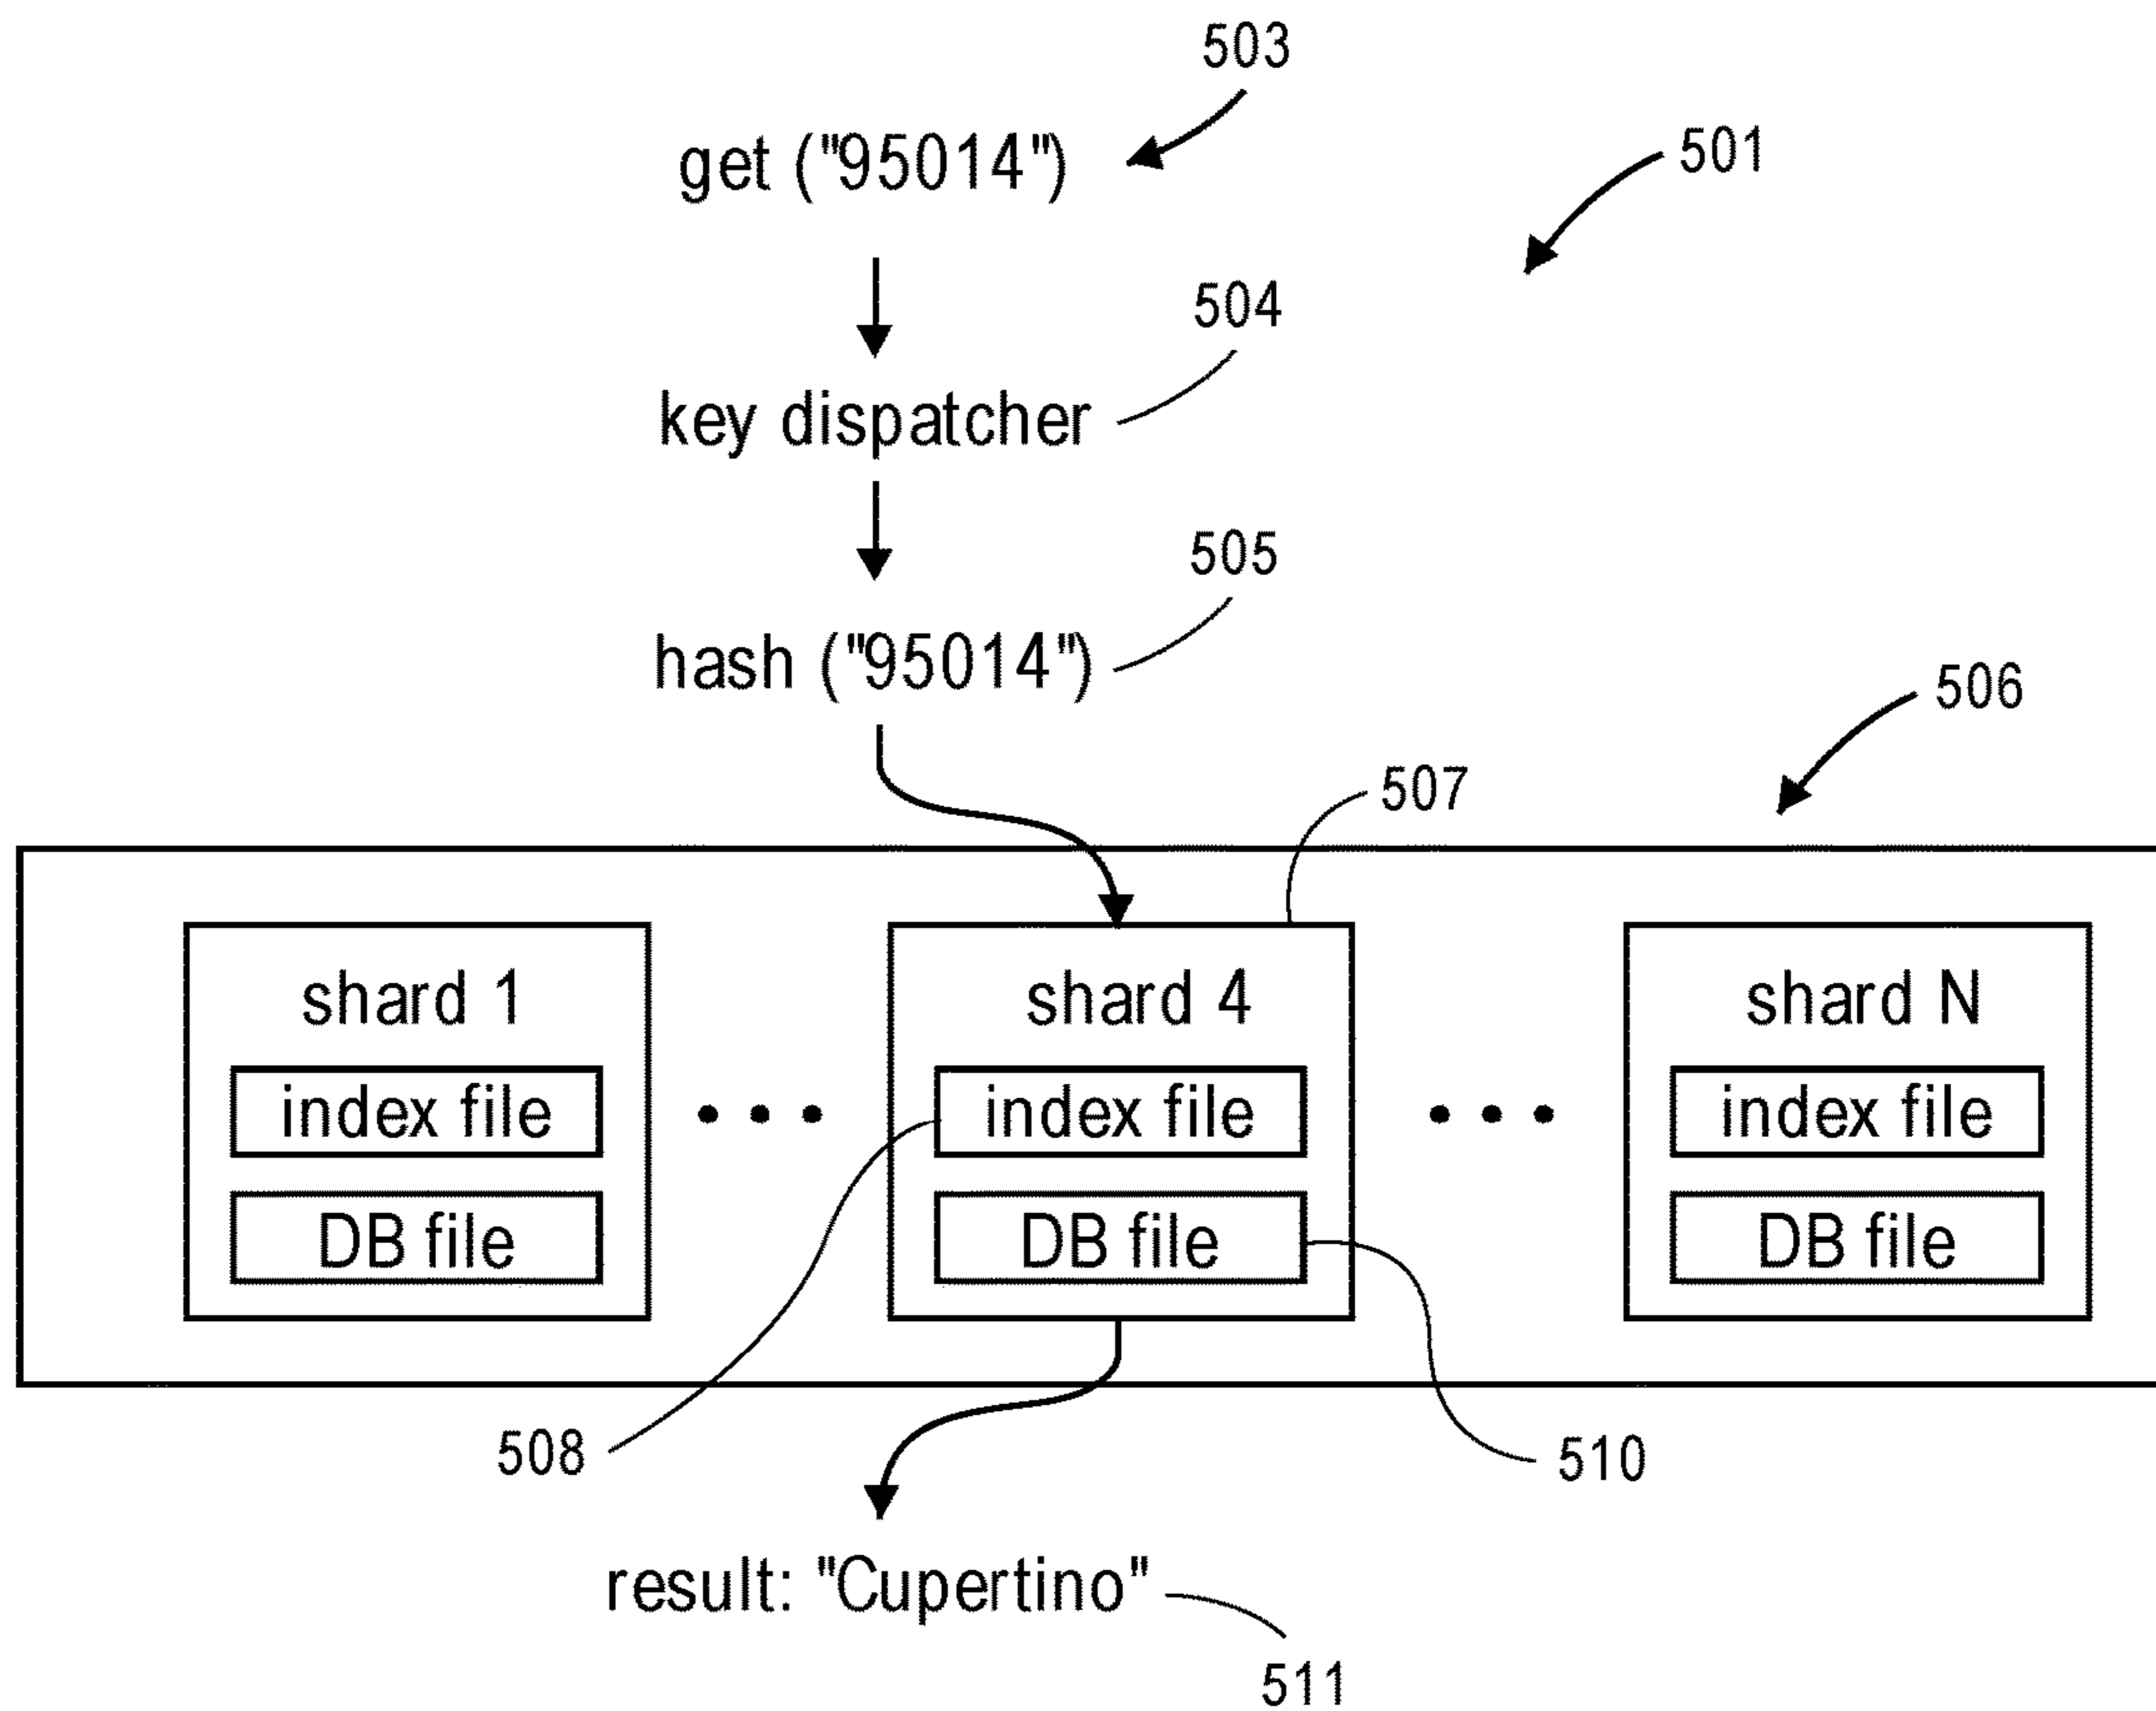 503
get ("95014")
501
504
key dispatcher
505
hash ("95014")
506
507
shard 1
shard 4
shard N
index file
index file
index file
DB file
DB file
DB file
508
510
result: "Cupertino"
511